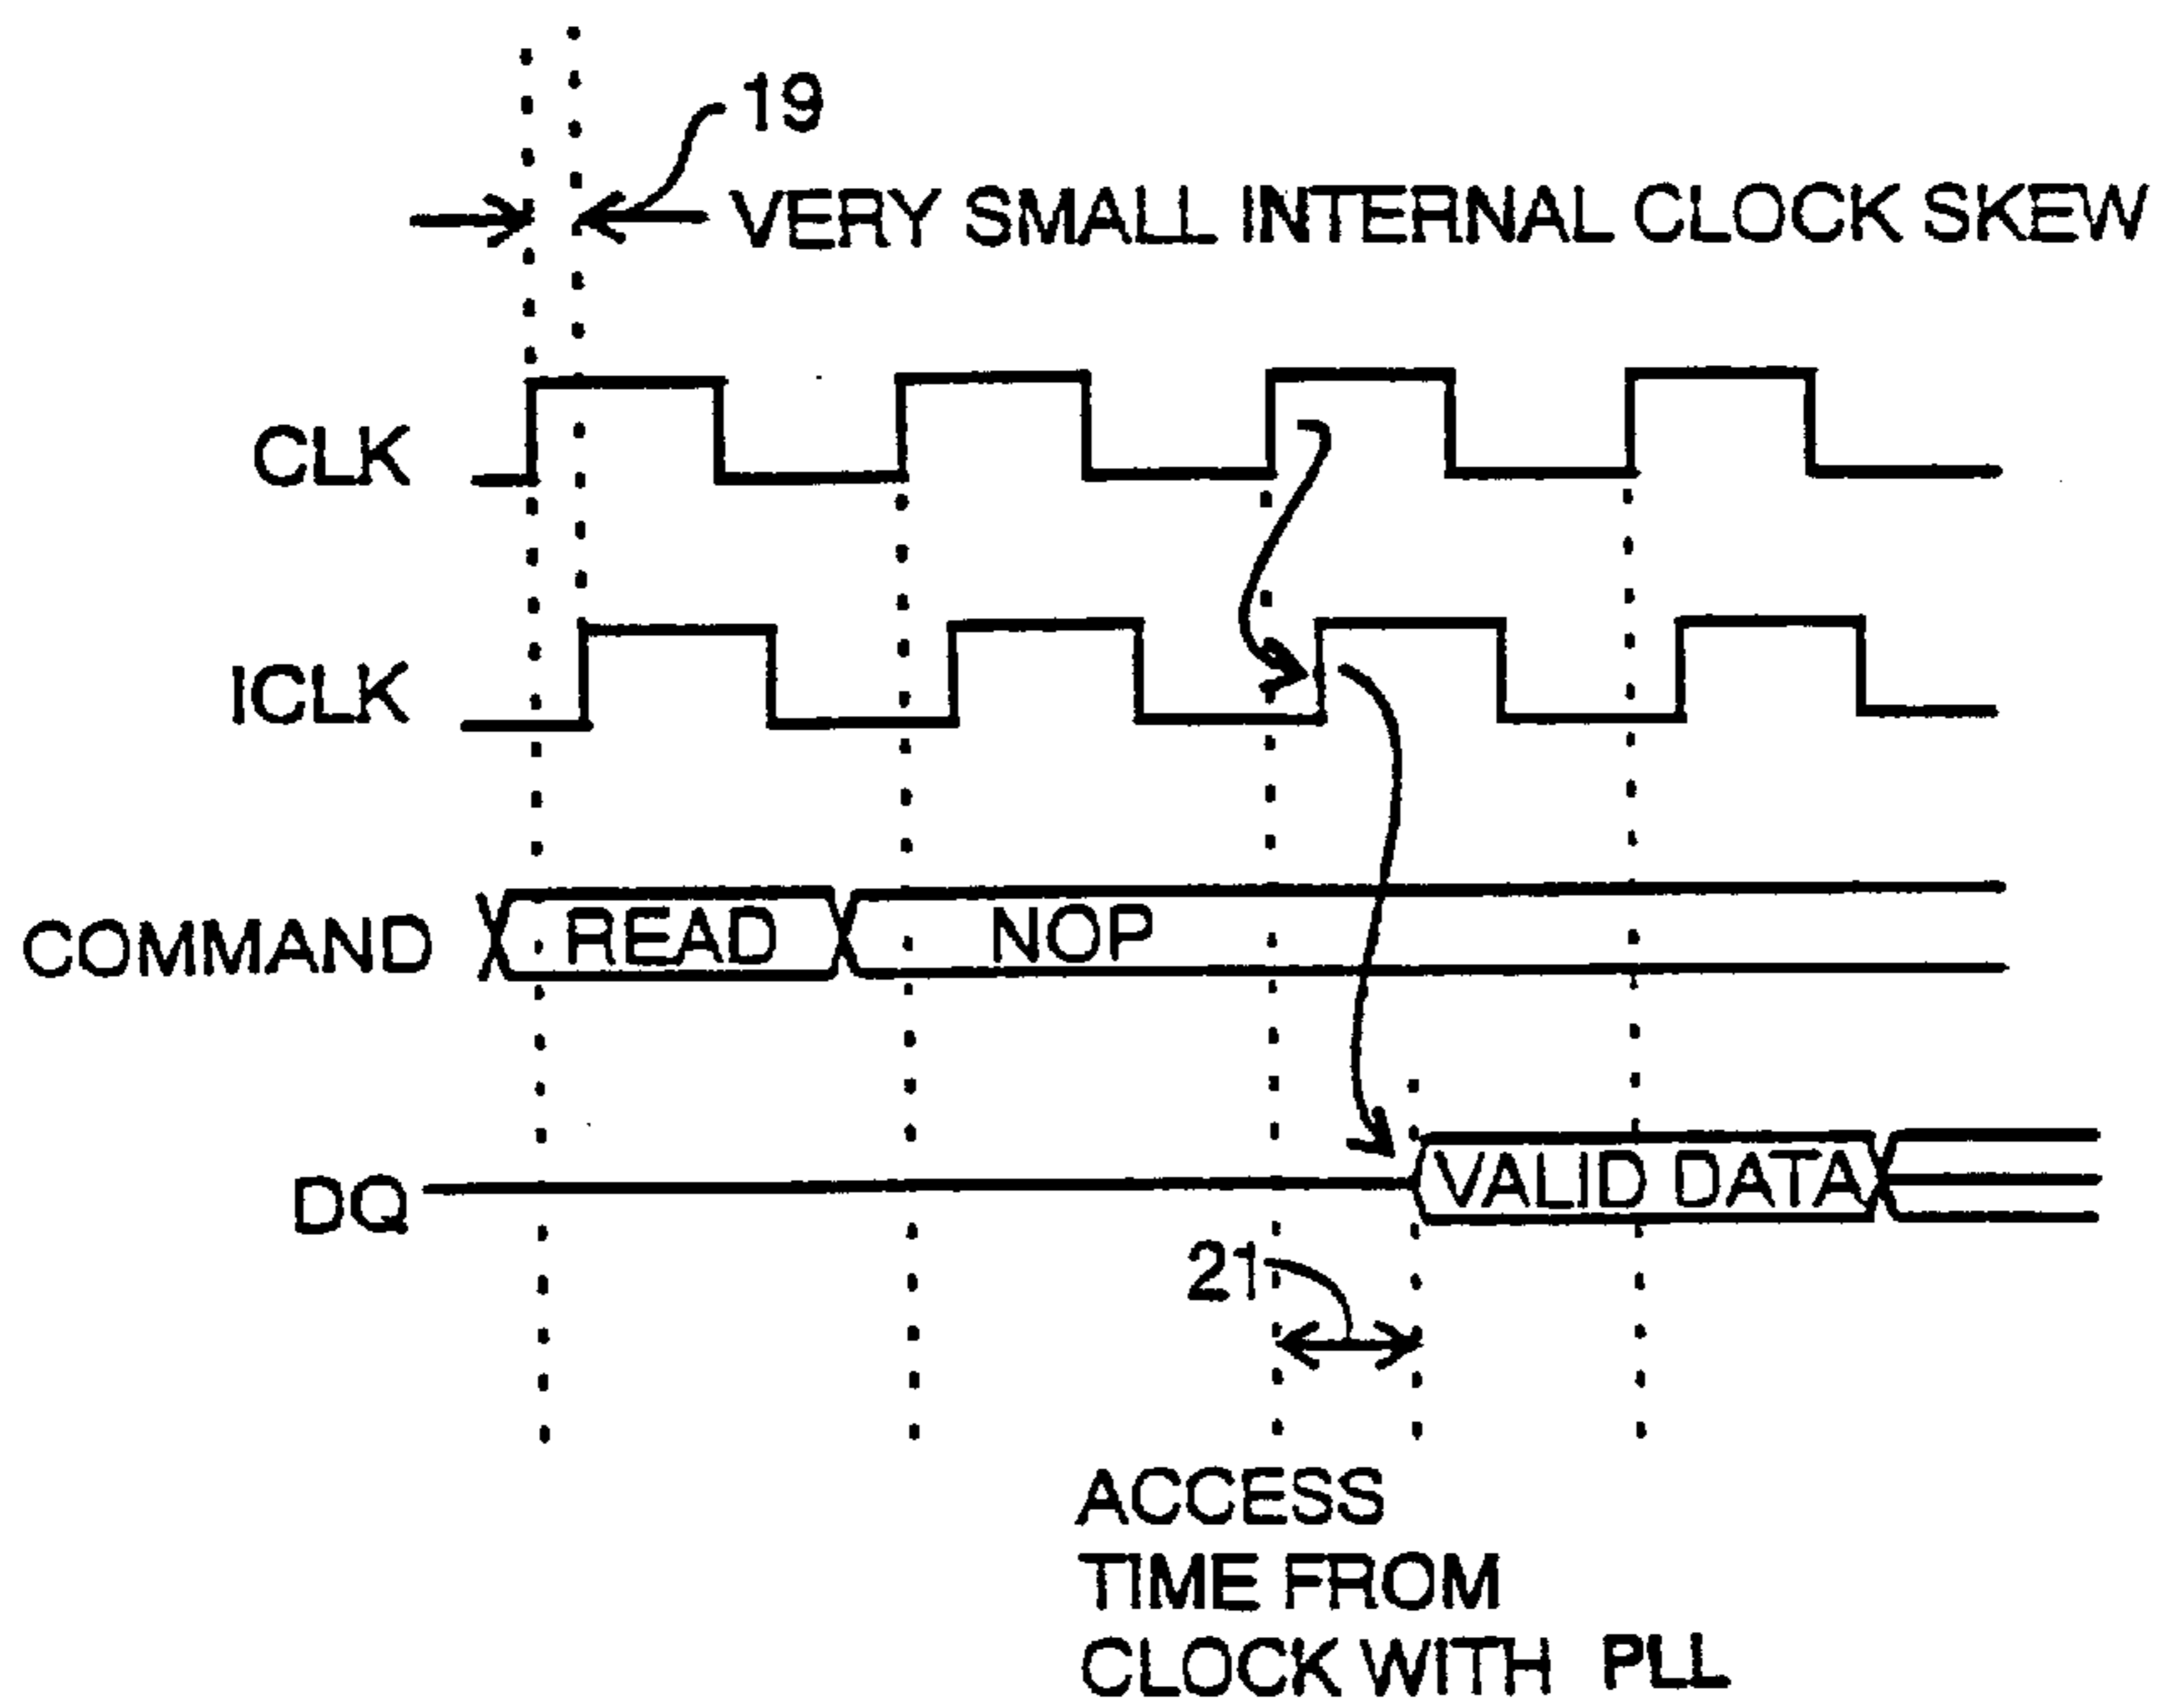 19
VERY SMALL INTERNAL CLOCK SKEW
CLK
ICLK
COMMAND READ NOP
DQ VALID DATA
21
ACCESS
TIME FROM
CLOCK WITH PLL